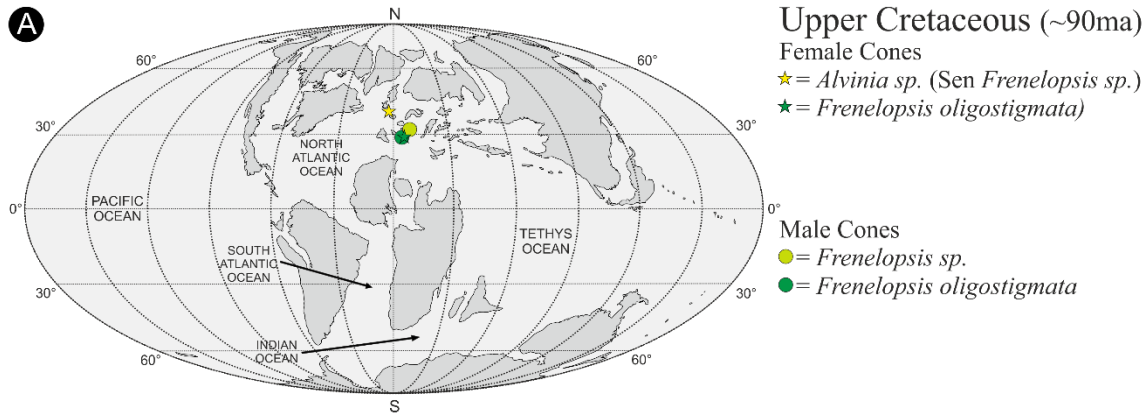 A
N
Upper Cretaceous (~90ma)
Female Cones
= Alvinia sp. (Sen Frenelopsis sp.)
= Frenelopsis oligostigmata)
60°
60°
30°
30°
NORTH
ATLANTIC
OCEAN
PACIFIC
OCEAN
0°
0°
TETHYS
OCEAN
Male Cones
= Frenelopsis sp.
= Frenelopsis oligostigmata
SOUTH
ATLANTIC
OCEAN
30°
30°
INDIAN
OCEAN
60°
60°
S